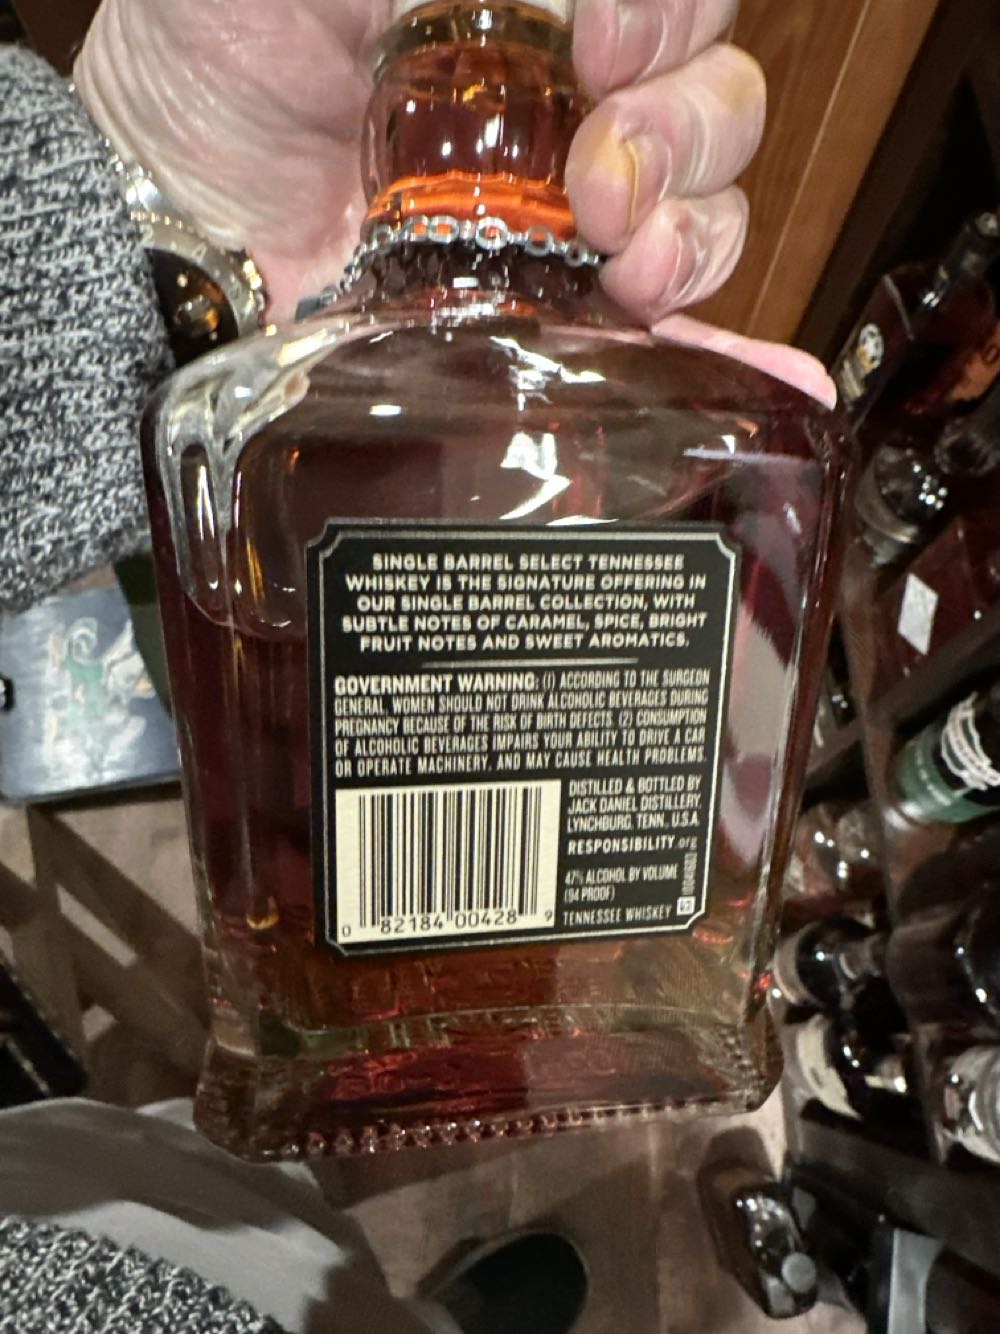 SINGLE BARREL SELECT TENNESSEE
WHISKEY IS THE SIGNATURE OFFERING IN
OUR SINGLE BARREL COLLECTION, WITH
SUBTLE NOTES OF CARAMEL, SPICE, BRIGHT
FRUIT NOTES AND SWEET AROMATICS.
GOVERNMENT WARNING: (1) ACCORDING TO THE SURGEON
GENERAL, WOMEN SHOULD NOT DRINK ALCOHOLIC BEVERAGES DURING
PREGNANCY BECAUSE OF THE RISK OF BIRTH DEFECTS. (2) CONSUMPTION
OF ALCOHOLIC BEVERAGES IMPAIRS YOUR ABILITY TO DRIVE A CAR
OR OPERATE MACHINERY, AND MAY CAUSE HEALTH PROBLEMS.
DISTILLED & BOTTLED BY
JACK DANIEL DISTILLERY,
LYNCHBURG, TENN., U.S.A.
RESPONSIBILITY.org
47% ALCOHOL BY VOLUME
(94 PROOF)
TENNESSEE WHISKEY
0 82184 00428 9